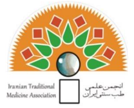 Iranian Traditional
Medicine Association
انجمن علمی
طب سنتی ایران